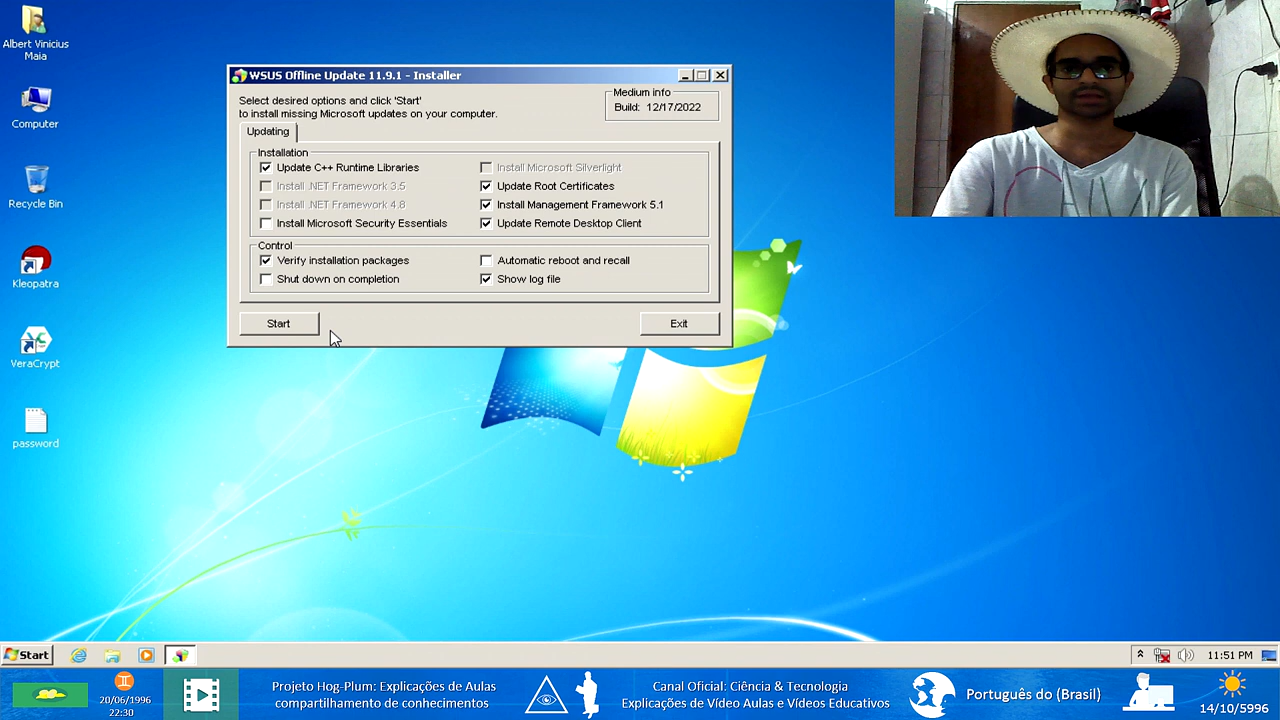 Albert Vinicius
Maia
Computer
Recycle Bin
Kleopatra
VeraCrypt
password
WSUS Offline Update 11.9.1 - Installer
Select desired options and click 'Start'
to install missing Microsoft updates on your computer.
Medium info
Build: 12/17/2022
Updating
Installation
Update C++ Runtime Libraries
Install Microsoft Silverlight
Install .NET Framework 3.5
Update Root Certificates
Install .NET Framework 4.8
Install Management Framework 5.1
Install Microsoft Security Essentials
Update Remote Desktop Client
Control
Verify installation packages
Automatic reboot and recall
Shut down on completion
Show log file
Start
Exit
Start
11:51 PM
20/06/1996
22:30
Projeto Hog-Plum: Explicações de Aulas
compartilhamento de conhecimentos
Canal Oficial: Ciência & Tecnologia
Explicações de Vídeo Aulas e Vídeos Educativos
Português do (Brasil)
14/10/5996